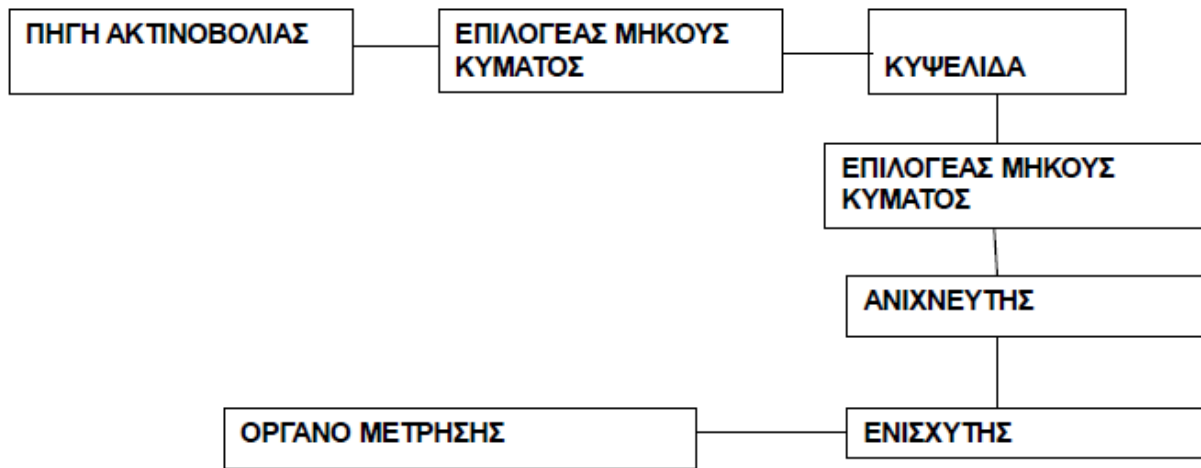 ΠΗΓΗ ΑΚΤΙΝΟΒΟΛΙΑΣ
ΕΠΙΛΟΓΕΑΣ ΜΗΚΟΥΣ
ΚΥΜΑΤΟΣ
ΚΥΨΕΛΙΔΑ
ΕΠΙΛΟΓΕΑΣ ΜΗΚΟΥΣ
ΚΥΜΑΤΟΣ
ΑΝΙΧΝΕΥΤΗΣ
ΕΝΙΣΧΥΤΗΣ
ΟΡΓΑΝΟ ΜΕΤΡΗΣΗΣ